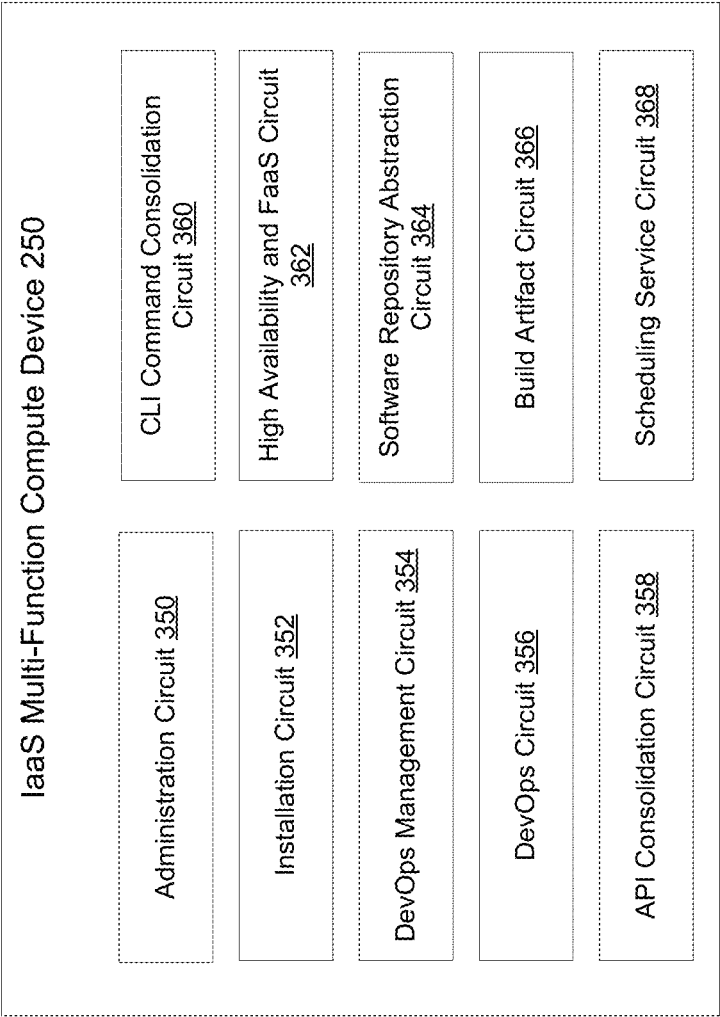 IaaS Multi-Function Compute Device 250
Administration Circuit 350
Installation Circuit 352
DevOps Management Circuit 354
DevOps Circuit 356
API Consolidation Circuit 358
CLI Command Consolidation
Circuit 360
High Availability and FaaS Circuit
362
Software Repository Abstraction
Circuit 364
Build Artifact Circuit 366
Scheduling Service Circuit 368